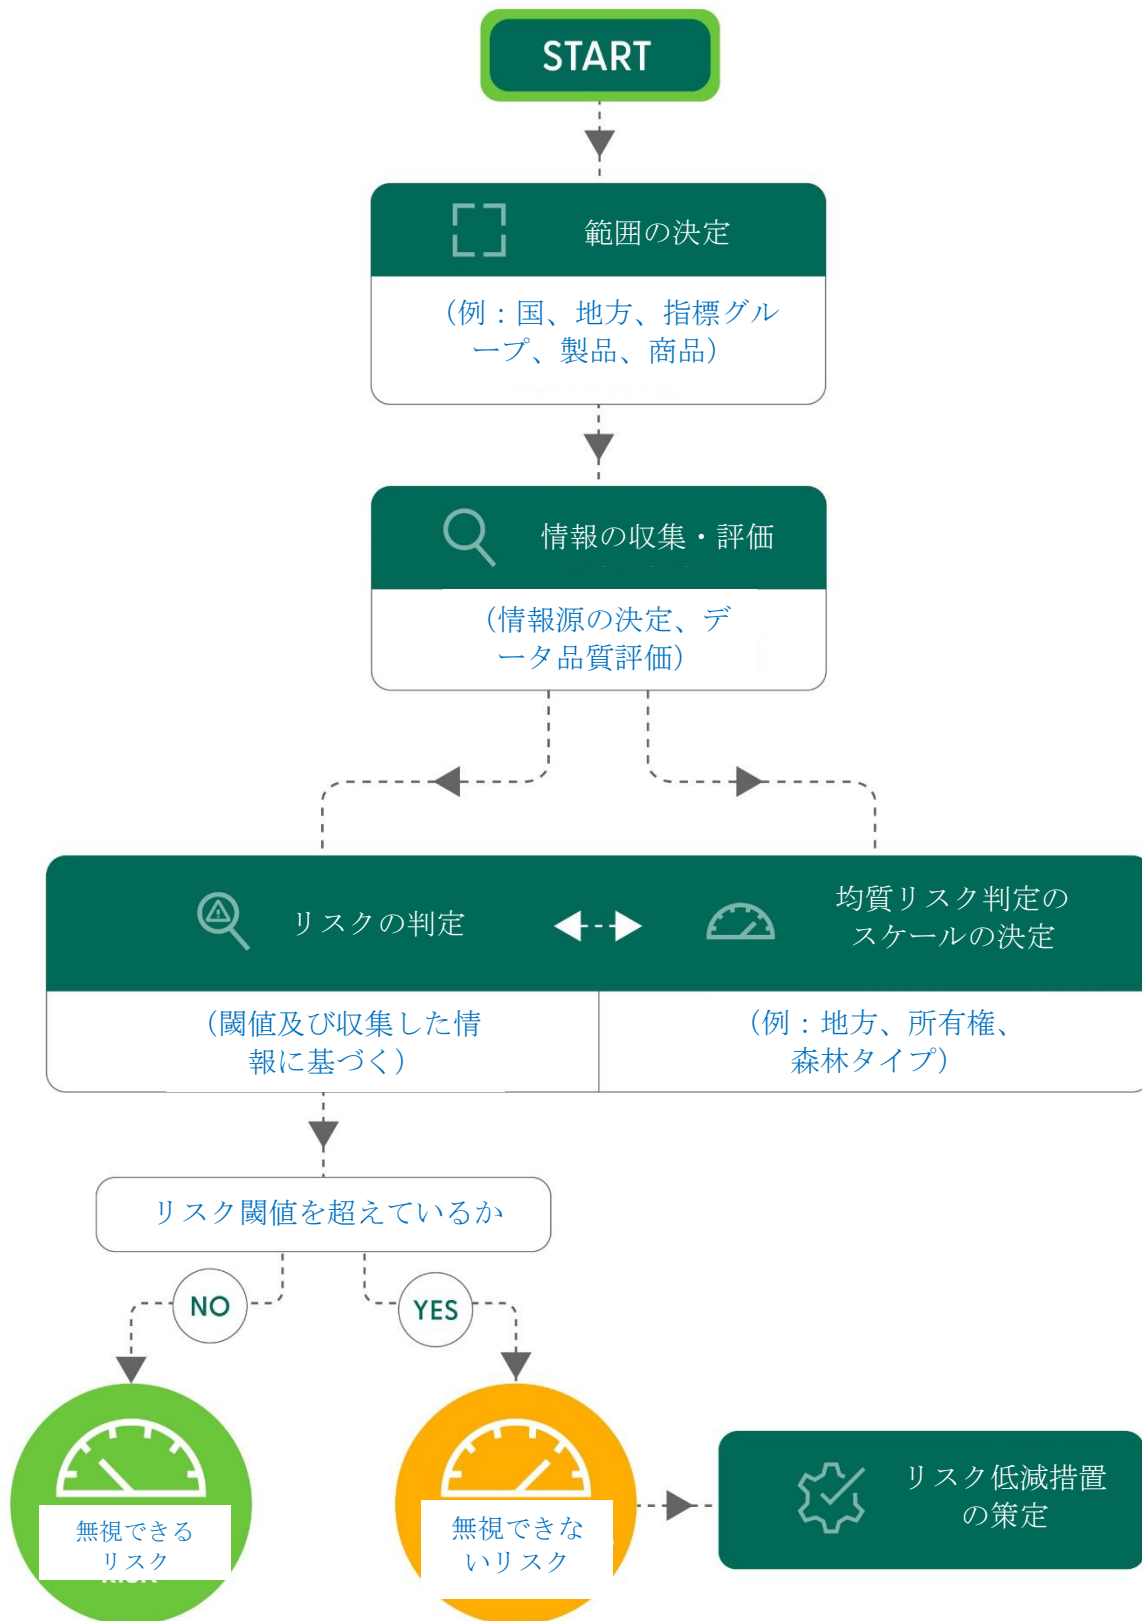 START
範囲の決定
（例：国、地方、指標グル
ープ、製品、商品）
情報の収集・評価
（情報源の決定、デ
ータ品質評価）
リスクの判定
均質リスク判定の
スケールの決定
（閾値及び収集した情
報に基づく）
（例：地方、所有権、
森林タイプ）
リスク閾値を超えているか
NO
YES
無視できる
リスク
無視できな
いリスク
リスク低減措置
の策定